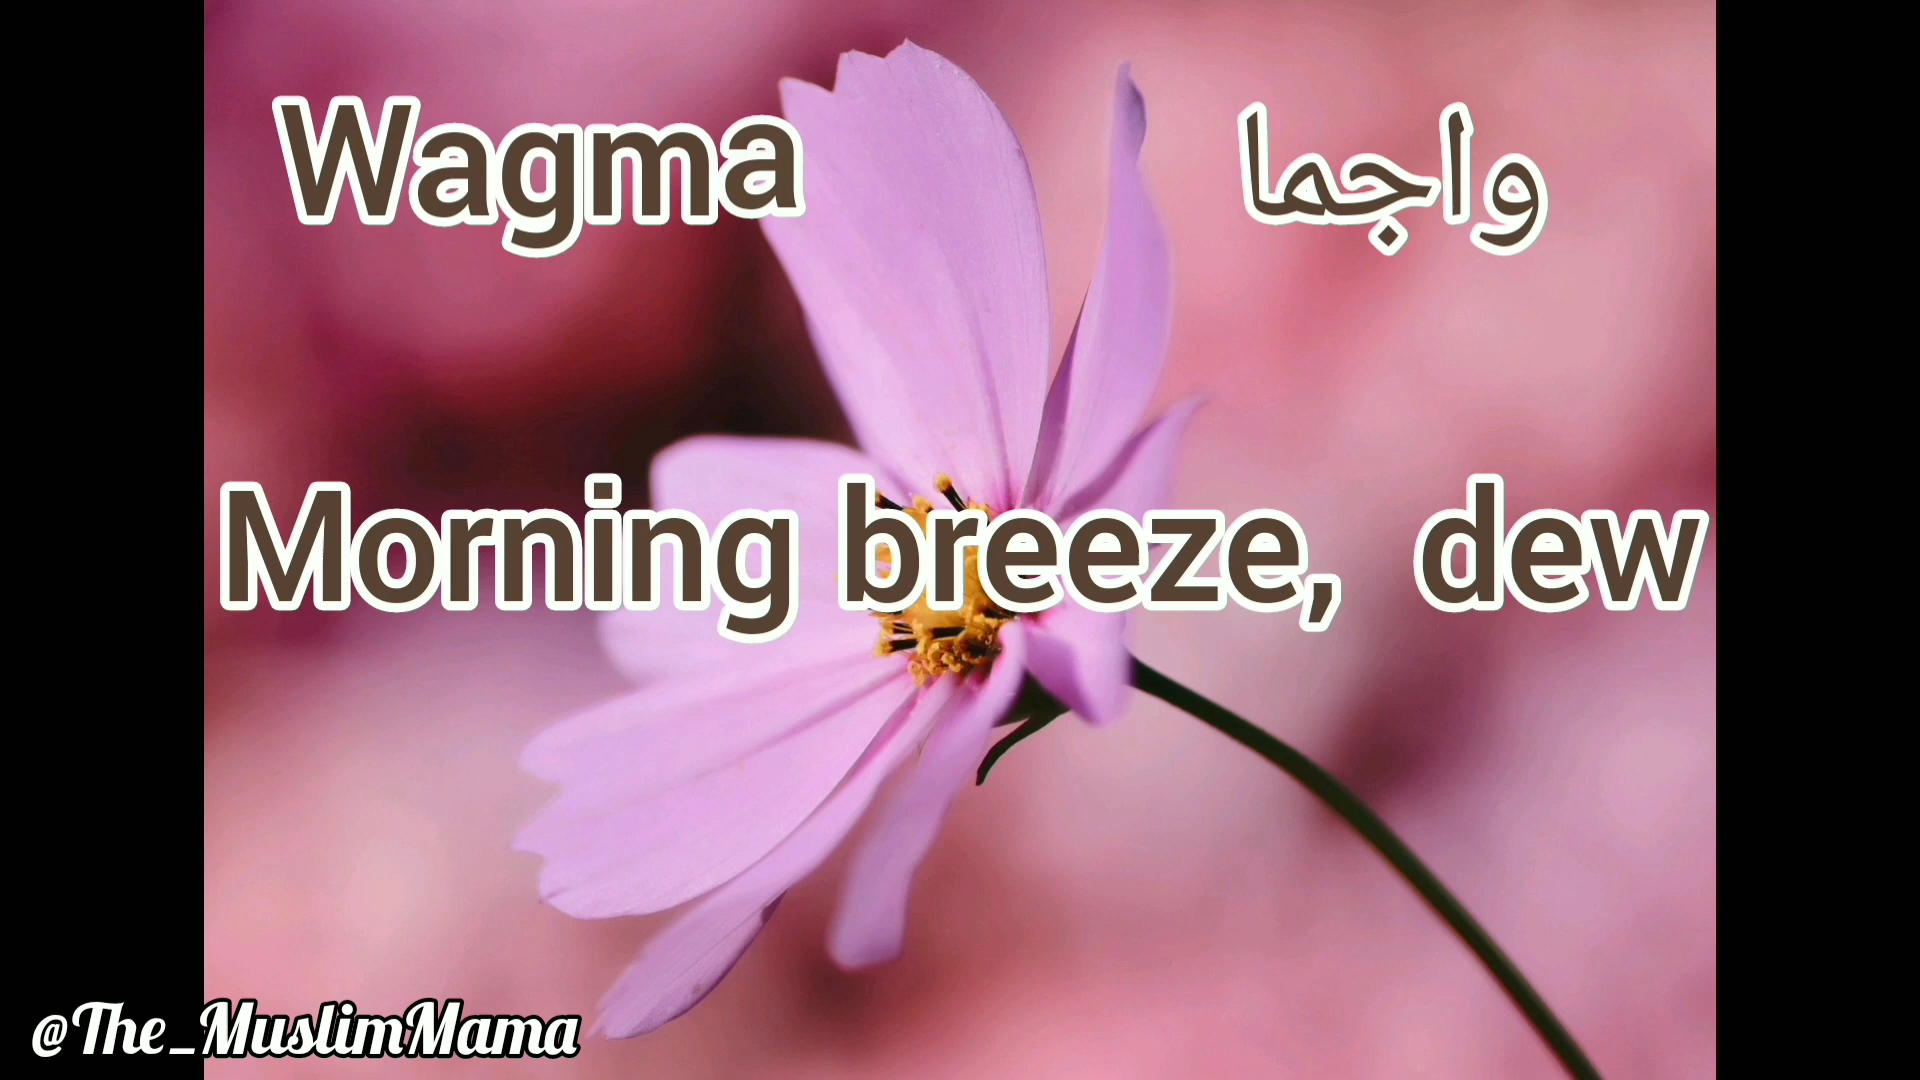 Wagma واجما
Morning breeze, dew
@The_MuslimMama